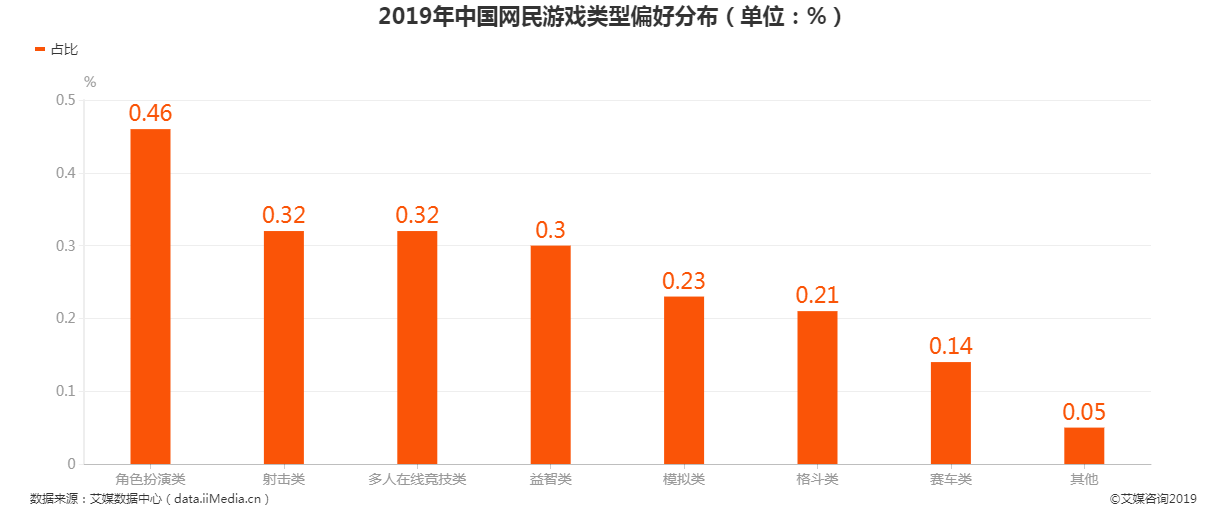 2019年中国网民游戏类型偏好分布（单位：%）
占比
%
0.5
0.4
0.3
0.2
0.1
0
0.46
0.32
0.32
0.3
0.23
0.21
0.14
0.05
角色扮演类
射击类
多人在线竞技类
益智类
模拟类
格斗类
赛车类
其他
数据来源：艾媒数据中心（data.iiMedia.cn）
©艾媒咨询2019